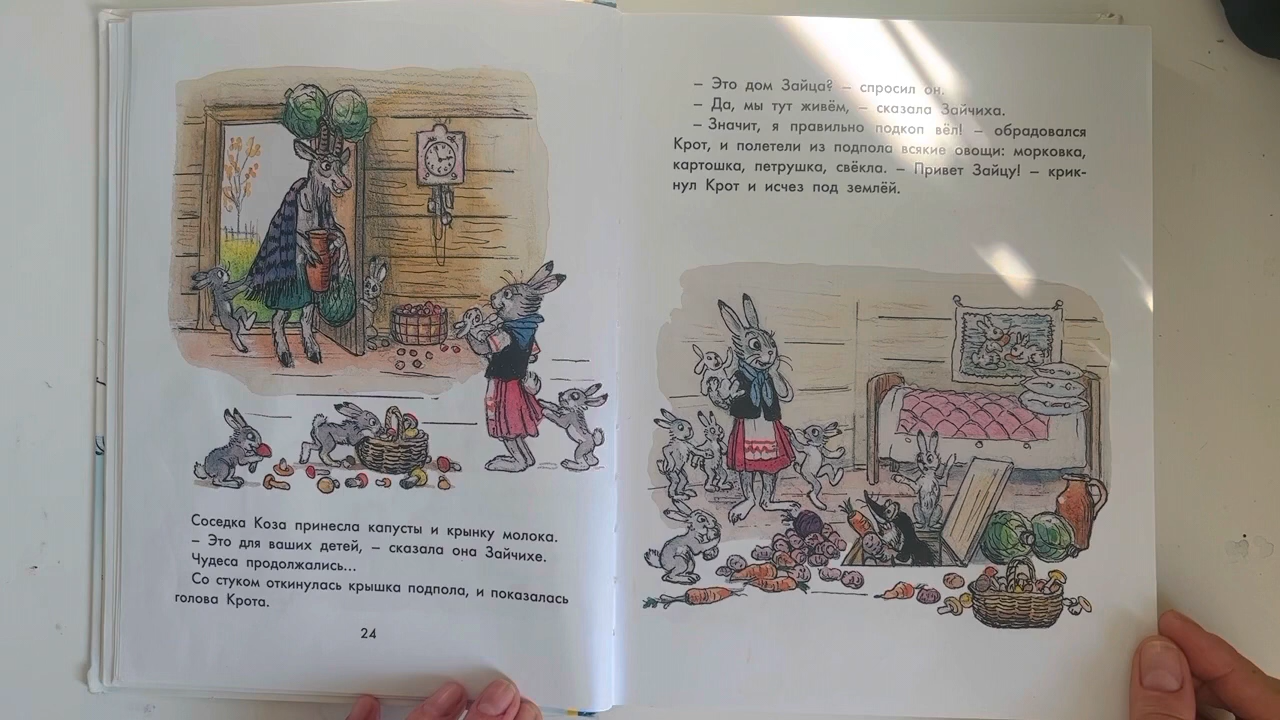 Соседка Коза принесла капусты и крынку молока.
– Это для ваших детей, – сказала она Зайчихе.
Чудеса продолжались...
Со стуком откинулась крышка подпола, и показалась
голова Крота.
24
– Это дом Зайца? – спросил он.
– Да, мы тут живём, – сказала Зайчиха.
– Значит, я правильно подкоп вёл! – обрадовался
Крот, и полетели из подпола всякие овощи: морковка,
картошка, петрушка, свёкла. – Привет Зайцу! – крик-
нул Крот и исчез под землёй.